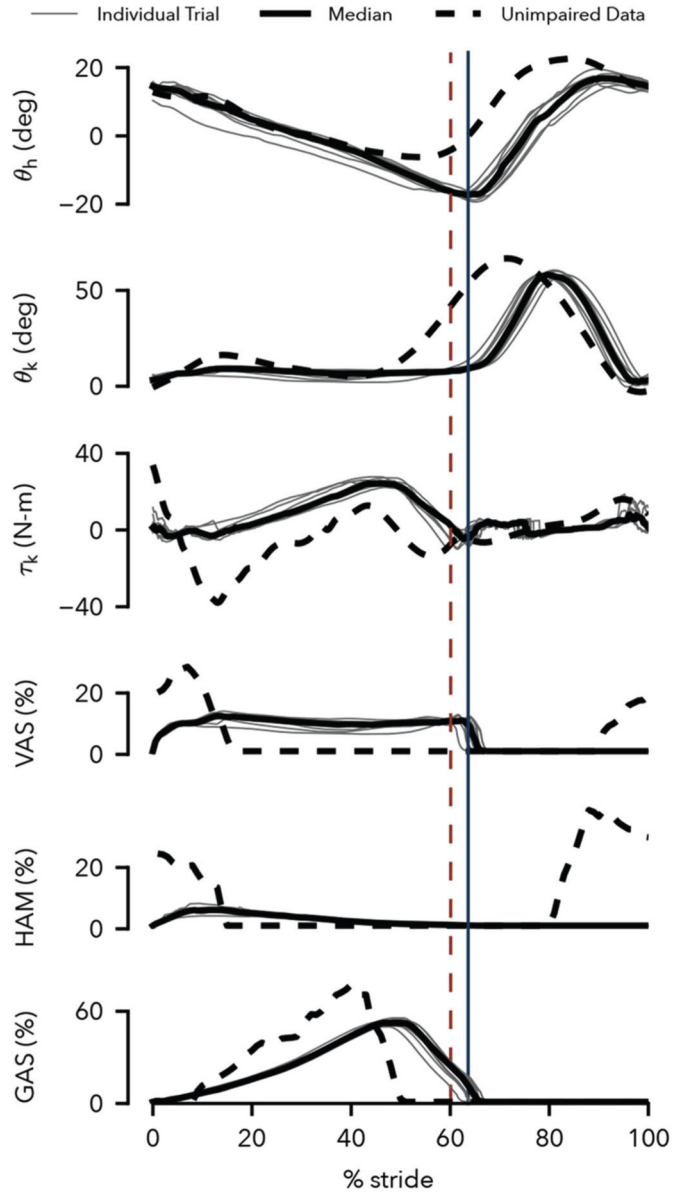 Individual Trial Median Unimpaired Data
20
0
−20
θh (deg)
50
0
θk (deg)
40
0
−40
τk (N-m)
20
0
VAS (%)
20
0
HAM (%)
60
0
GAS (%)
0 20 40 60 80 100
% stride